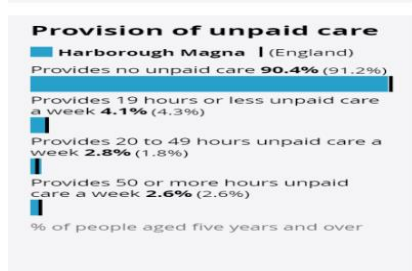 Provision of unpaid care
Harborough Magna (England)
Provides no unpaid care 90.4% (91.2%)
Provides 19 hours or less unpaid care
a week 4.1% (4.3%)
Provides 20 to 49 hours unpaid care a
week 2.8% (1.8%)
Provides 50 or more hours unpaid
care a week 2.6% (2.6%)
% of people aged five years and over